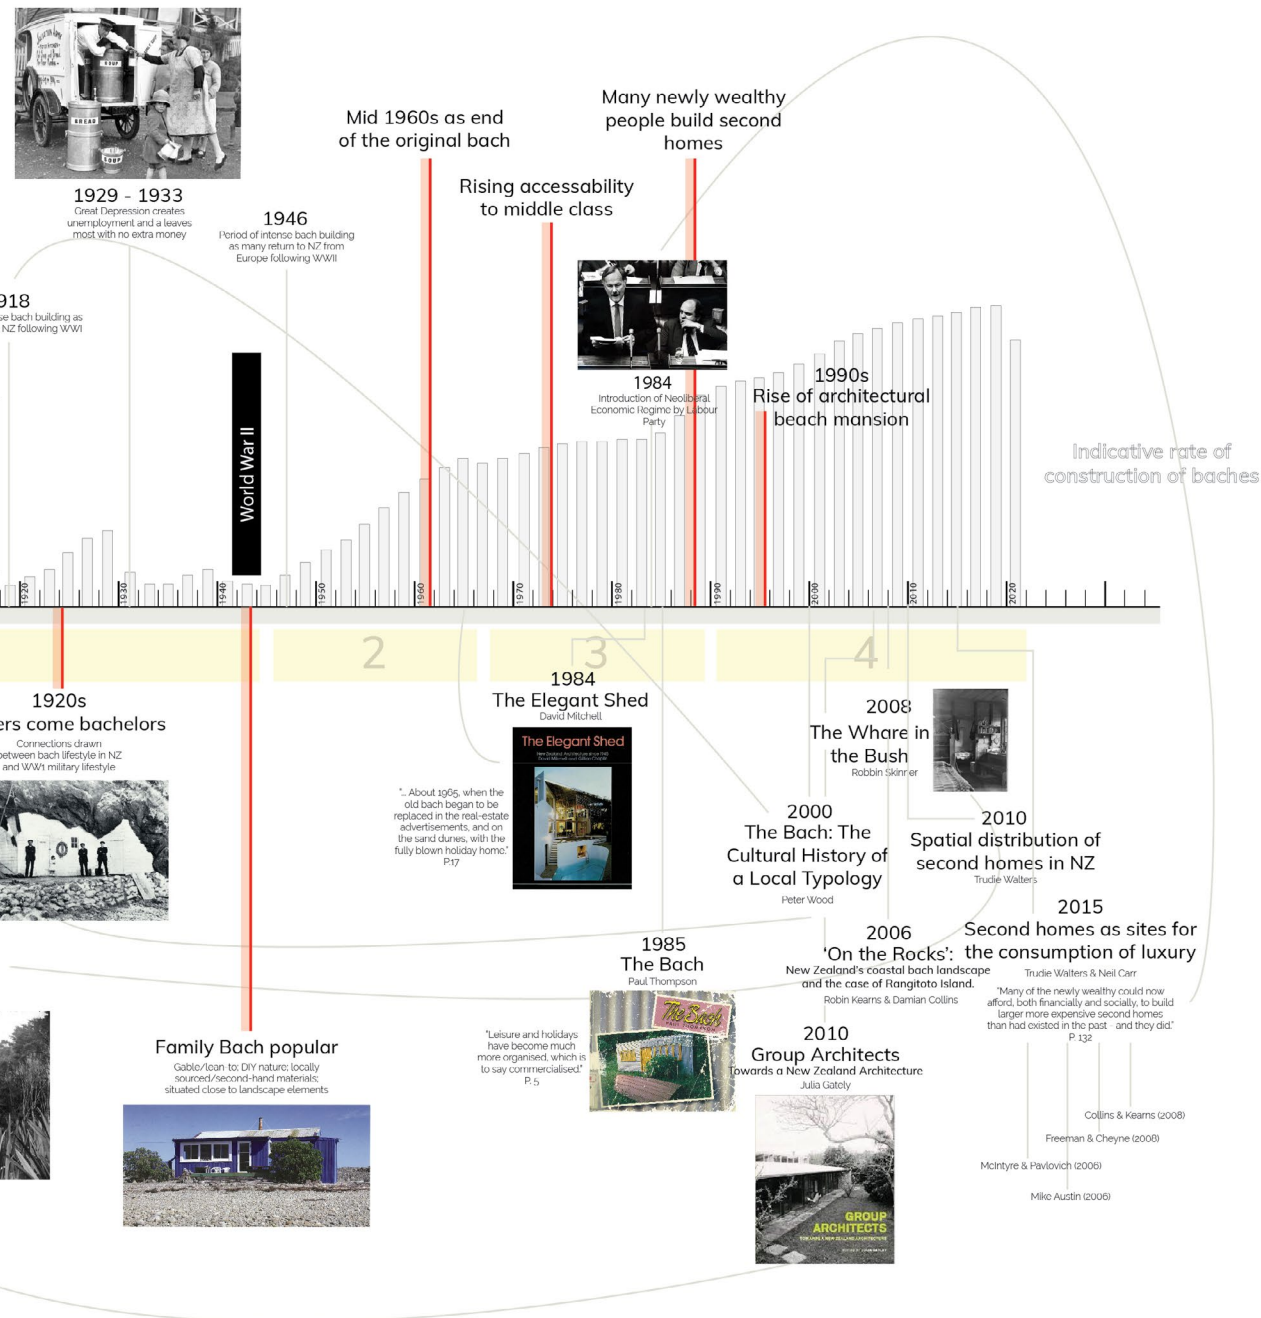 SOUP
BREAD
SOUP
1929 - 1933
Great Depression creates
unemployment and a leaves
most with no extra money
1946
Period of intense bach building
as many return to NZ from
Europe following WWII
918
se bach building as
NZ following WWI
World War II
Mid 1960s as end
of the original bach
Rising accessability
to middle class
Many newly wealthy
people build second
homes
1984
Introduction of Neoliberal
Economic Regime by Labour
Party
1990s
Rise of architectural
beach mansion
Indicative rate of
construction of baches
1920
1930
1940
1950
1960
1970
1980
1990
2000
2010
2020
2
3
4
1920s
ers come bachelors
Connections drawn
between bach lifestyle in NZ
and WW1 military lifestyle
Family Bach popular
Gable/lean to; DIY nature; locally
sourced/second-hand materials;
situated close to landscape elements
1984
The Elegant Shed
David Mitchell
The Elegant Shed
"... About 1965, when the
old bach began to be
replaced in the real-estate
advertisements, and on
the sand dunes, with the
fully blown holiday home."
P.17
1985
The Bach
Paul Thompson
The Bach
PAUL THOMPSON
"Leisure and holidays
have become much
more organised, which is
to say commercialised."
P. 5
2000
The Bach: The
Cultural History of
a Local Typology
Peter Wood
2008
The Whare in
the Bush
Robbin Skinner
2010
Spatial distribution of
second homes in NZ
Trudie Walters
2006
'On the Rocks':
New Zealand's coastal bach landscape
and the case of Rangitoto Island.
Robin Kearns & Damian Collins
2010
Group Architects
Towards a New Zealand Architecture
Julia Gately
GROUP
ARCHITECTS
TOWARDS A NEW ZEALAND ARCHITECTURE
2015
Second homes as sites for
the consumption of luxury
Trudie Walters & Neil Carr
"Many of the newly wealthy could now
afford, both financially and socially, to build
larger more expensive second homes
than had existed in the past - and they did."
P. 132
Collins & Kearns (2008)
Freeman & Cheyne (2008)
McIntyre & Pavlovich (2006)
Mike Austin (2006)